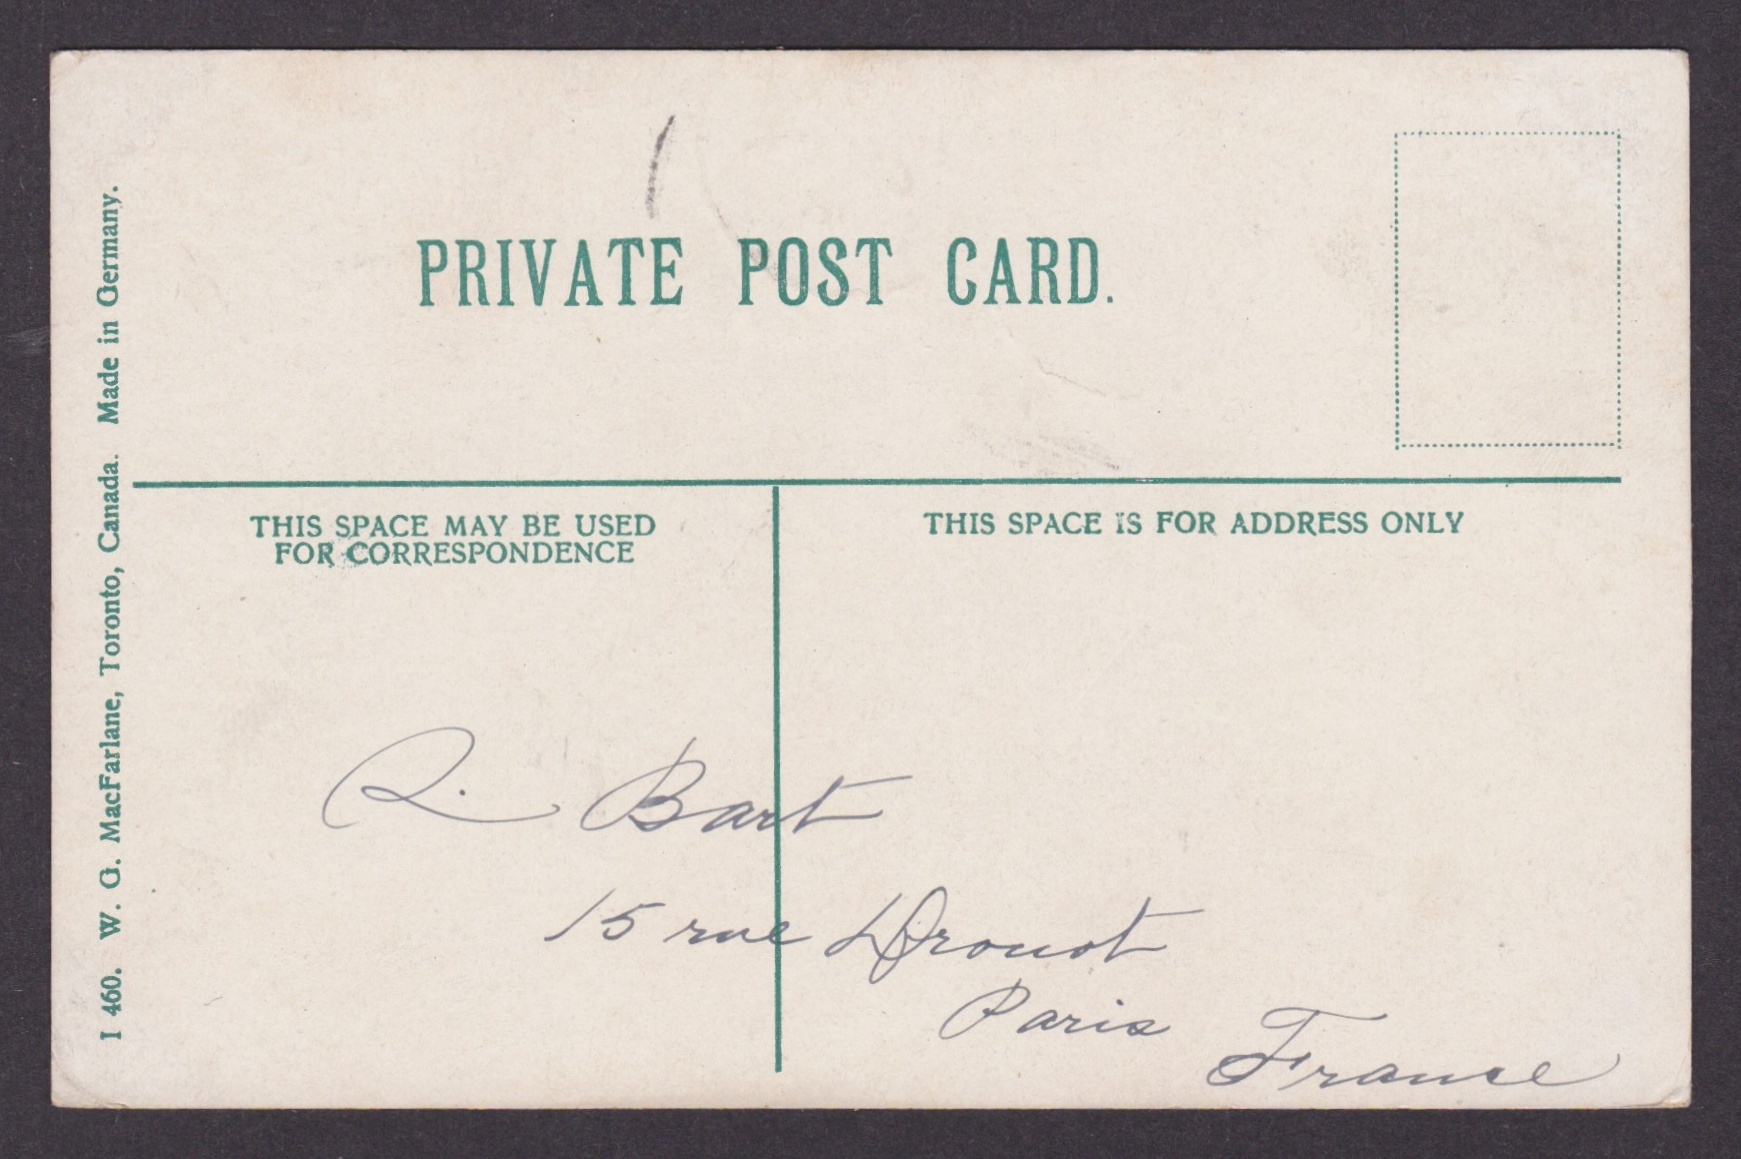 PRIVATE POST CARD.
THIS SPACE MAY BE USED
FOR CORRESPONDENCE
THIS SPACE IS FOR ADDRESS ONLY
R. Bart
15 rue Drouot
Paris
France
I 460. W. G. MacFarlane, Toronto, Canada. Made in Germany.